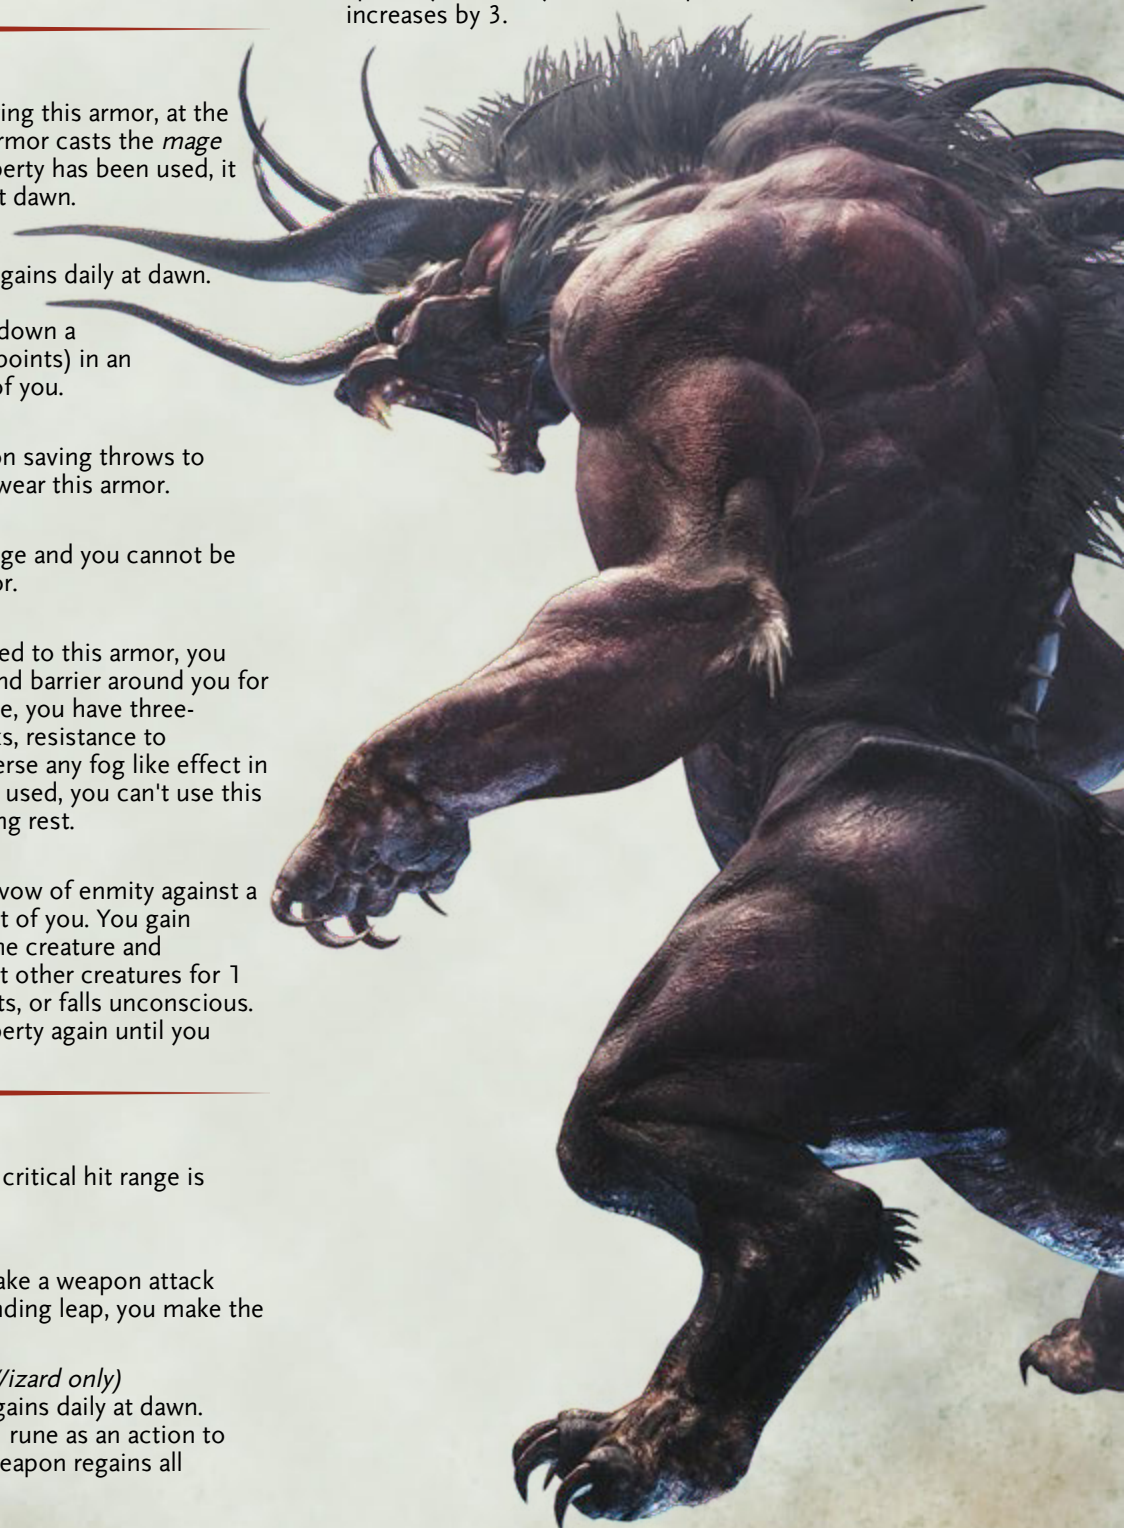 increases by 3.
ing this armor, at the
rmor casts the mage
perty has been used, it
t dawn.
gains daily at dawn.
down a
points) in an
of you.
on saving throws to
wear this armor.
ge and you cannot be
or.
ed to this armor, you
nd barrier around you for
e, you have three-
ks, resistance to
erse any fog like effect in
used, you can't use this
ng rest.
vow of enmity against a
t of you. You gain
he creature and
t other creatures for 1
ts, or falls unconscious.
perty again until you
critical hit range is
ake a weapon attack
nding leap, you make the
Wizard only)
gains daily at dawn.
rune as an action to
eapon regains all